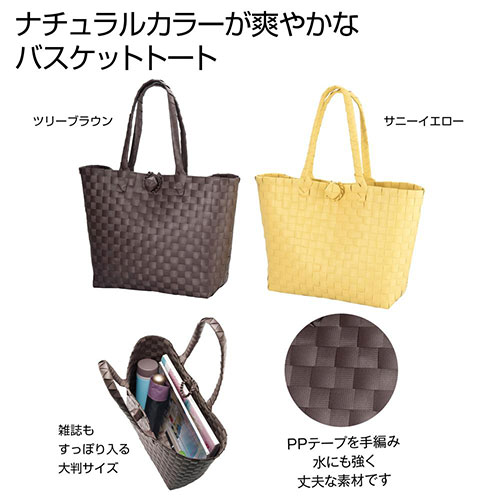 ナチュラルカラーが爽やかな
バスケットトート
ツリーブラウン
サニーイエロー
雑誌も
すっぽり入る
大判サイズ
PPテープを手編み
水にも強く
丈夫な素材です